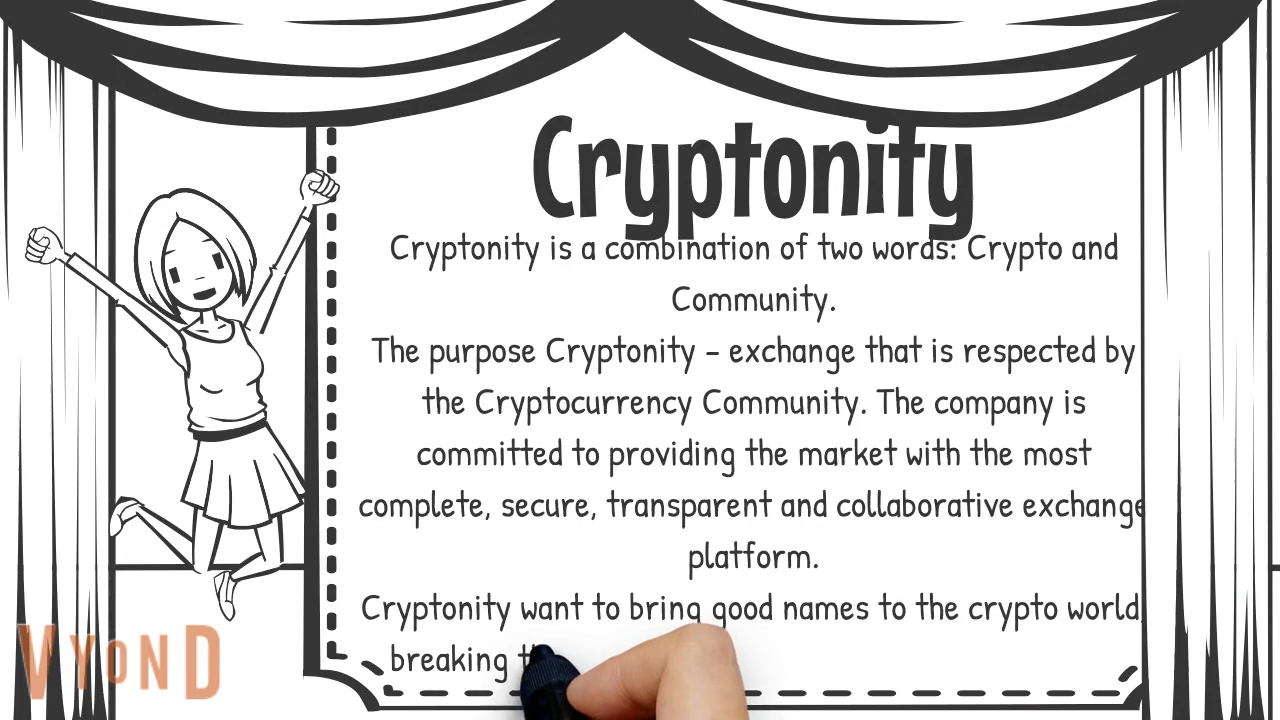 Cryptonity
Cryptonity is a combination of two words: Crypto and
Community.
The purpose Cryptonity - exchange that is respected by
the Cryptocurrency Community. The company is
committed to providing the market with the most
complete, secure, transparent and collaborative exchange
platform.
Cryptonity want to bring good names to the crypto world,
breaking
VYOND